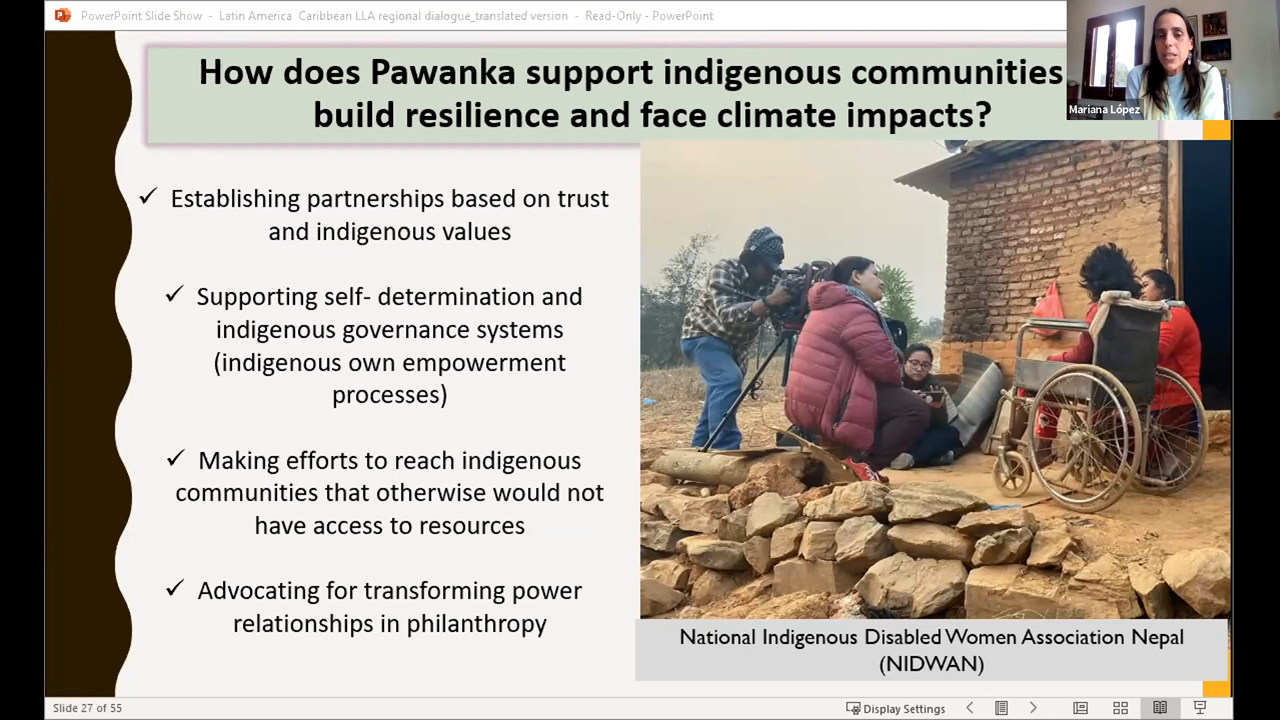 PowerPoint Slide Show - Latin America Caribbean LLA regional dialogue_translated version - Read-Only - PowerPoint
Mariana López
How does Pawanka support indigenous communities
build resilience and face climate impacts?
✓ Establishing partnerships based on trust
and indigenous values
✓ Supporting self- determination and
indigenous governance systems
(indigenous own empowerment
processes)
✓ Making efforts to reach indigenous
communities that otherwise would not
have access to resources
✓ Advocating for transforming power
relationships in philanthropy
National Indigenous Disabled Women Association Nepal
(NIDWAN)
Slide 27 of 55
Display Settings